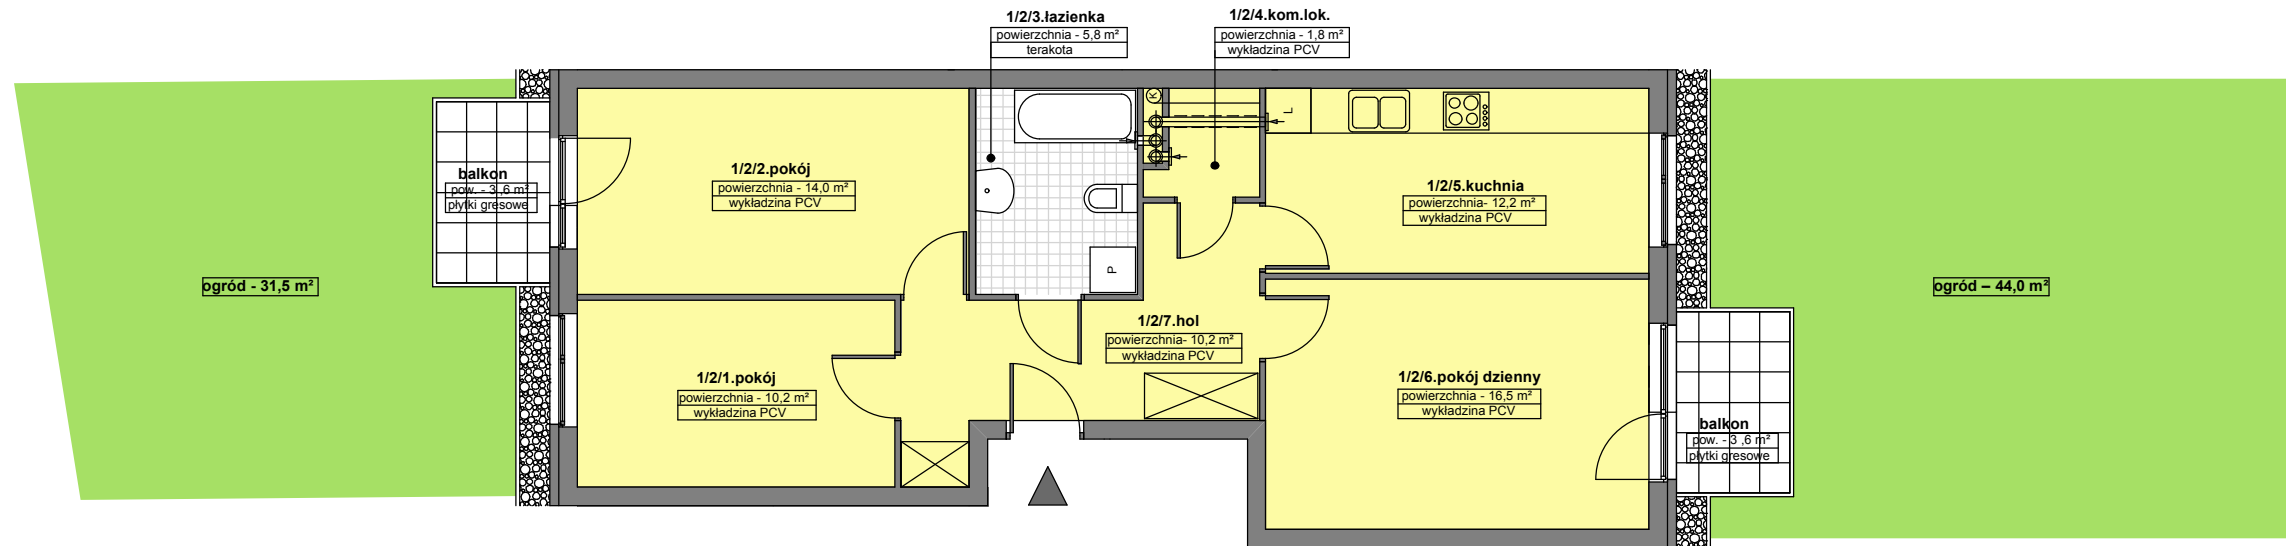 1/2/3.łazienka
powierzchnia - 5,8 m²
terakota
1/2/4.kom.lok.
powierzchnia - 1,8 m²
wykładzina PCV
balkon
pow. - 3 ,6 m²
płytki gresowe
1/2/2.pokój
powierzchnia - 14,0 m²
wykładzina PCV
K
L
1/2/5.kuchnia
powierzchnia- 12,2 m²
wykładzina PCV
P
ogród - 31,5 m²
ogród – 44,0 m²
1/2/7.hol
powierzchnia- 10,2 m²
wykładzina PCV
1/2/1.pokój
powierzchnia - 10,2 m²
wykładzina PCV
1/2/6.pokój dzienny
powierzchnia - 16,5 m²
wykładzina PCV
balkon
pow. - 3 ,6 m²
płytki gresowe